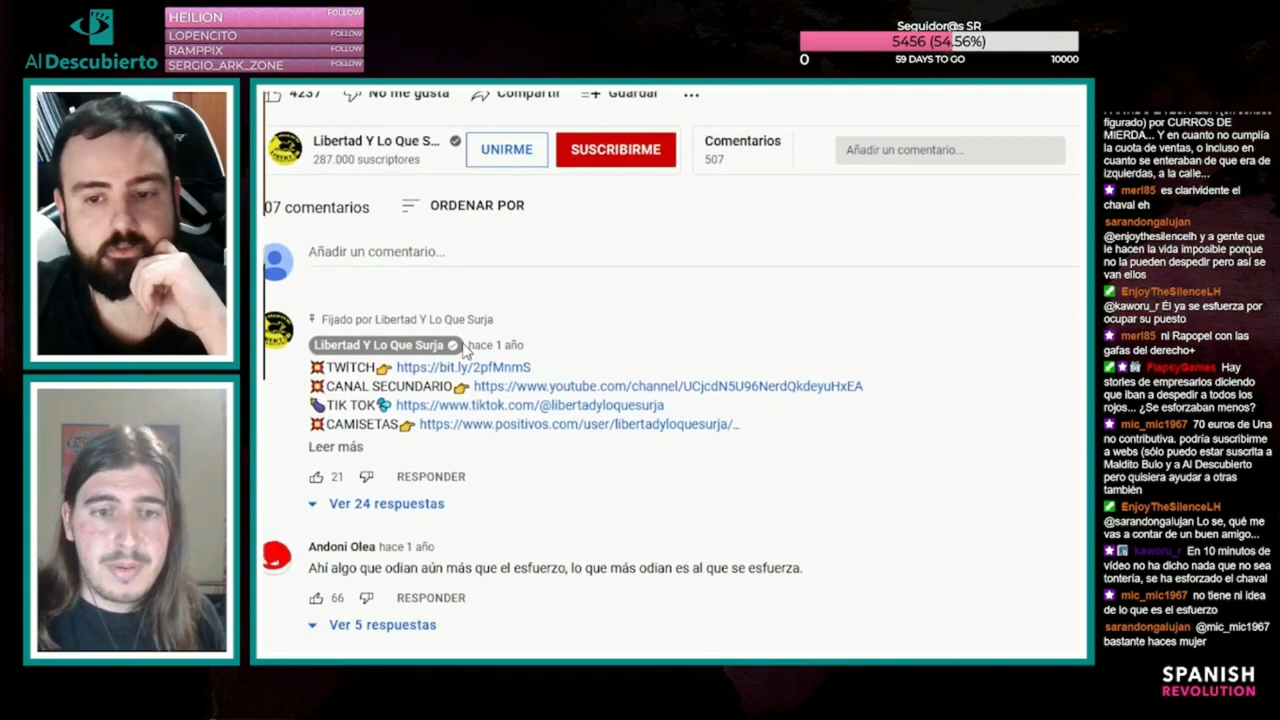 Al Descubierto
HEILION FOLLOW
LOPENCITO FOLLOW
RAMPPIX FOLLOW
SERGIO_ARK_ZONE FOLLOW
Seguidor@s SR
5456 (54.56%)
0 59 DAYS TO GO 10000
4237 No me gusta Compartir Guardar ...
Libertad Y Lo Que S...
287.000 suscriptores
UNIRME
SUSCRIBIRME
Comentarios
507
Añadir un comentario...
07 comentarios
ORDENAR POR
Añadir un comentario...
Fijado por Libertad Y Lo Que Surja
Libertad Y Lo Que Surja hace 1 año
💥TWITCH👉 https://bit.ly/2pfMnmS
💥CANAL SECUNDARIO👉 https://www.youtube.com/channel/UCjcdN5U96NerdQkdeyuHxEA
🍆TIK TOK💦 https://www.tiktok.com/@libertadyloquesurja
💥CAMISETAS👉 https://www.positivos.com/user/libertadyloquesurja/...
Leer más
21 RESPONDER
Ver 24 respuestas
Andoni Olea hace 1 año
Ahí algo que odian aún más que el esfuerzo, lo que más odian es al que se esfuerza.
66 RESPONDER
Ver 5 respuestas
figurado) por CURROS DE
MIERDA... Y en cuanto no cumplía
la cuota de ventas, o incluso en
cuanto se enteraban de que era de
izquierdas, a la calle...
merl85 es clarividente el
chaval eh
sarandongalujan
@enjoythesilencelh y a gente que
le hacen la vida imposible porque
no la pueden despedir pero así se
van ellos
EnjoyTheSilenceLH
@kaworu_r Él ya se esfuerza por
ocupar su puesto
merl85 ni Rapopel con las
gafas del derecho+
FlapsyGames Hay
stories de empresarlos diciendo
que iban a despedir a todos los
rojos... ¿Se esforzaban menos?
mic_mic1967 70 euros de Una
no contributiva. podría suscribirme
a webs (sólo puedo estar suscrita a
Maldito Bulo y a Al Descubierto
pero quisiera ayudar a otras
también
EnjoyTheSilenceLH
@sarandongalujan Lo se, qué me
vas a contar de un buen amigo...
kaworu_r En 10 minutos de
vídeo no ha dicho nada que no sea
tontería, se ha esforzado el chaval
mic_mic1967 no tiene ni idea
de lo que es el esfuerzo
sarandongalujan @mic_mic1967
bastante haces mujer
SPANISH
REVOLUTION